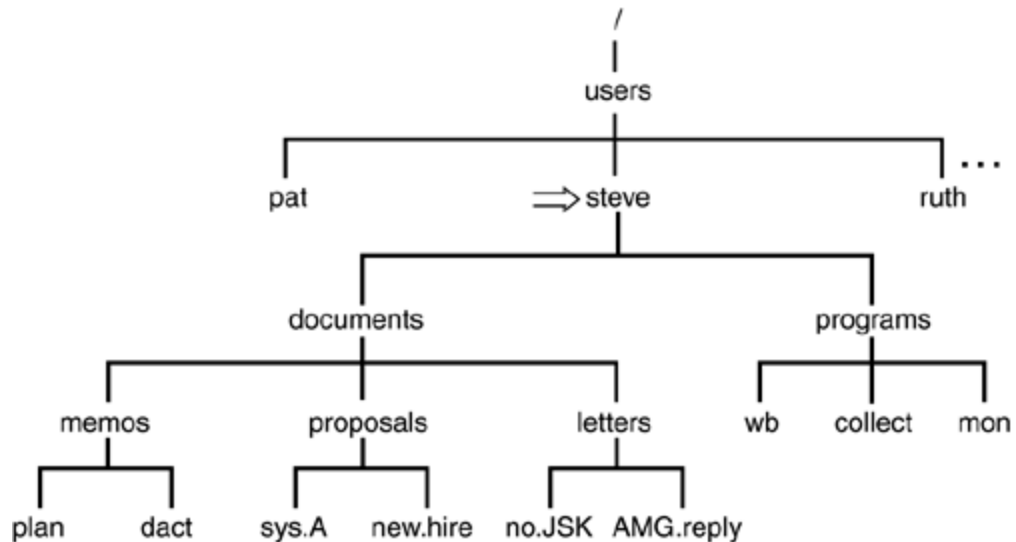 /
users
pat steve ruth ...
documents programs
memos proposals letters wb collect mon
plan dact sys.A new.hire no.JSK AMG.reply